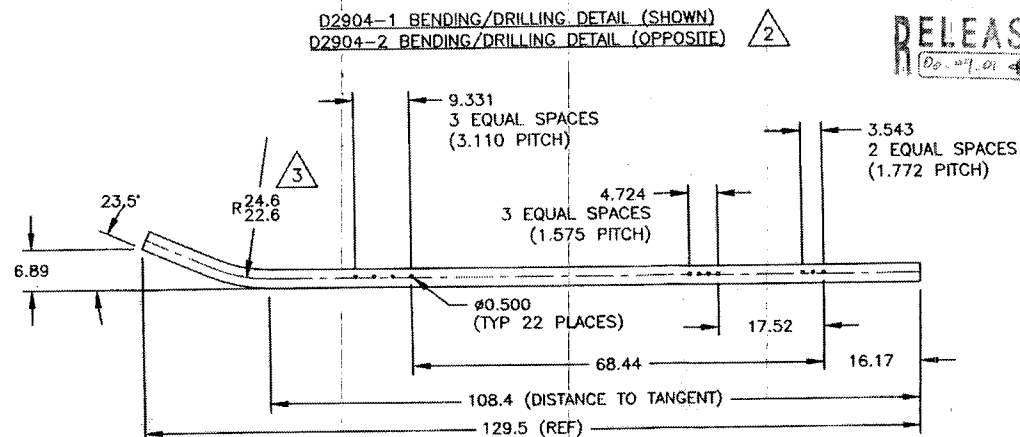 D2904-1 BENDING/DRILLING DETAIL (SHOWN)
D2904-2 BENDING/DRILLING DETAIL (OPPOSITE)
2
RELEAS
9.331
3 EQUAL SPACES
(3.110 PITCH)
3.543
2 EQUAL SPACES
(1.772 PITCH)
3
R24.6
22.6
23.5°
4.724
3 EQUAL SPACES
(1.575 PITCH)
6.89
ø0.500
(TYP 22 PLACES)
17.52
68.44
16.17
108.4 (DISTANCE TO TANGENT)
129.5 (REF)